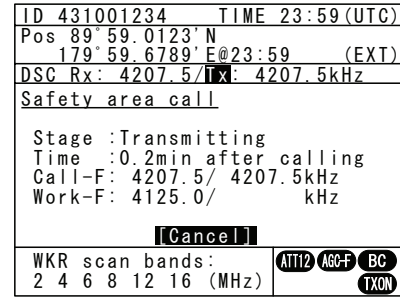 ID 431001234 TIME 23:59(UTC)
Pos 89°59.0123'N
179°59.6789'E@23:59 (EXT)
DSC Rx: 4207.5/Tx: 4207.5kHz
Safety area call
Stage :Transmitting
Time :0.2min after calling
Call-F: 4207.5/ 4207.5kHz
Work-F: 4125.0/ kHz
[Cancel]
WKR scan bands: ATT12 AGC-F BC
2 4 6 8 12 16 (MHz) TXON